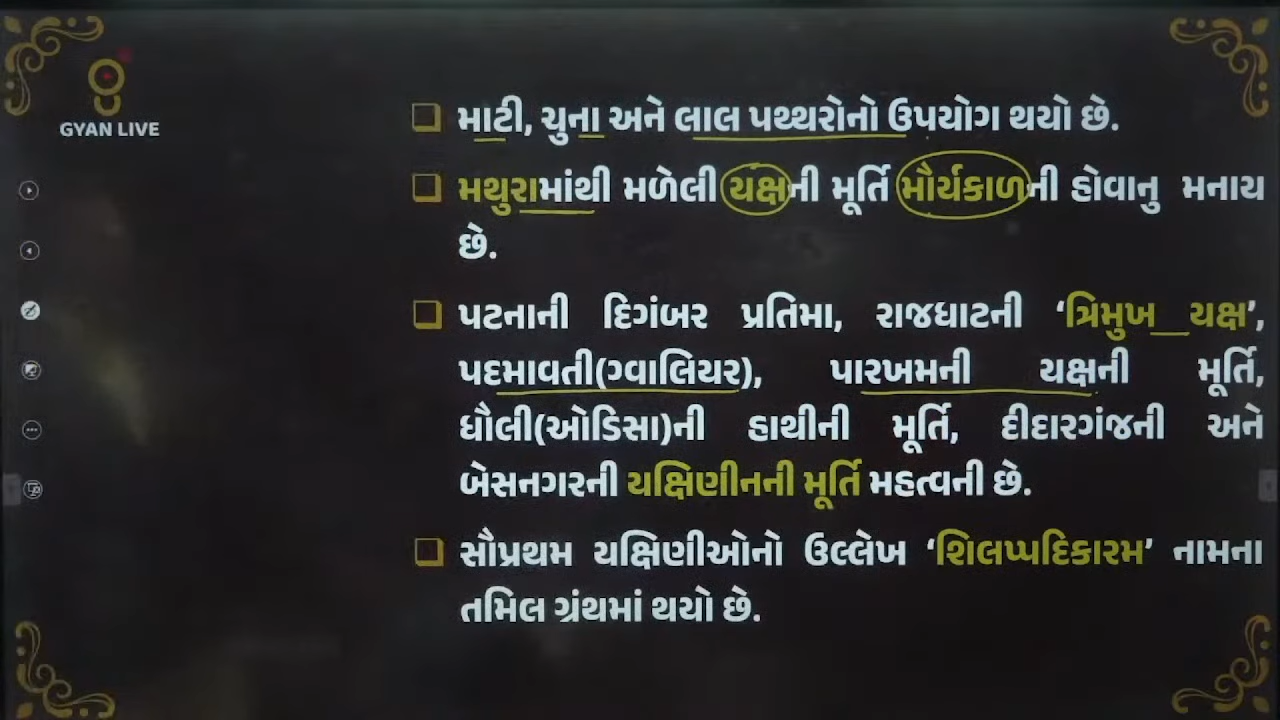 GYAN LIVE
માટી, ચુના અને લાલ પથ્થરોનો ઉપયોગ થયો છે.
મથુરામાંથી મળેલી યક્ષની મૂર્તિ મૌર્યકાળની હોવાનુ મનાય
છે.
પટનાની દિગંબર પ્રતિમા, રાજઘાટની ‘ત્રિમુખ યક્ષ’,
પદમાવતી(ગ્વાલિયર), પારખમની યક્ષની મૂર્તિ,
ધૌલી(ઓડિસા)ની હાથીની મૂર્તિ, દીદારગંજની અને
બેસનગરની યક્ષિણીનની મૂર્તિ મહત્વની છે.
સૌપ્રથમ યક્ષિણીઓનો ઉલ્લેખ ‘શિલપ્પદિકારમ’ નામના
તમિલ ગ્રંથમાં થયો છે.